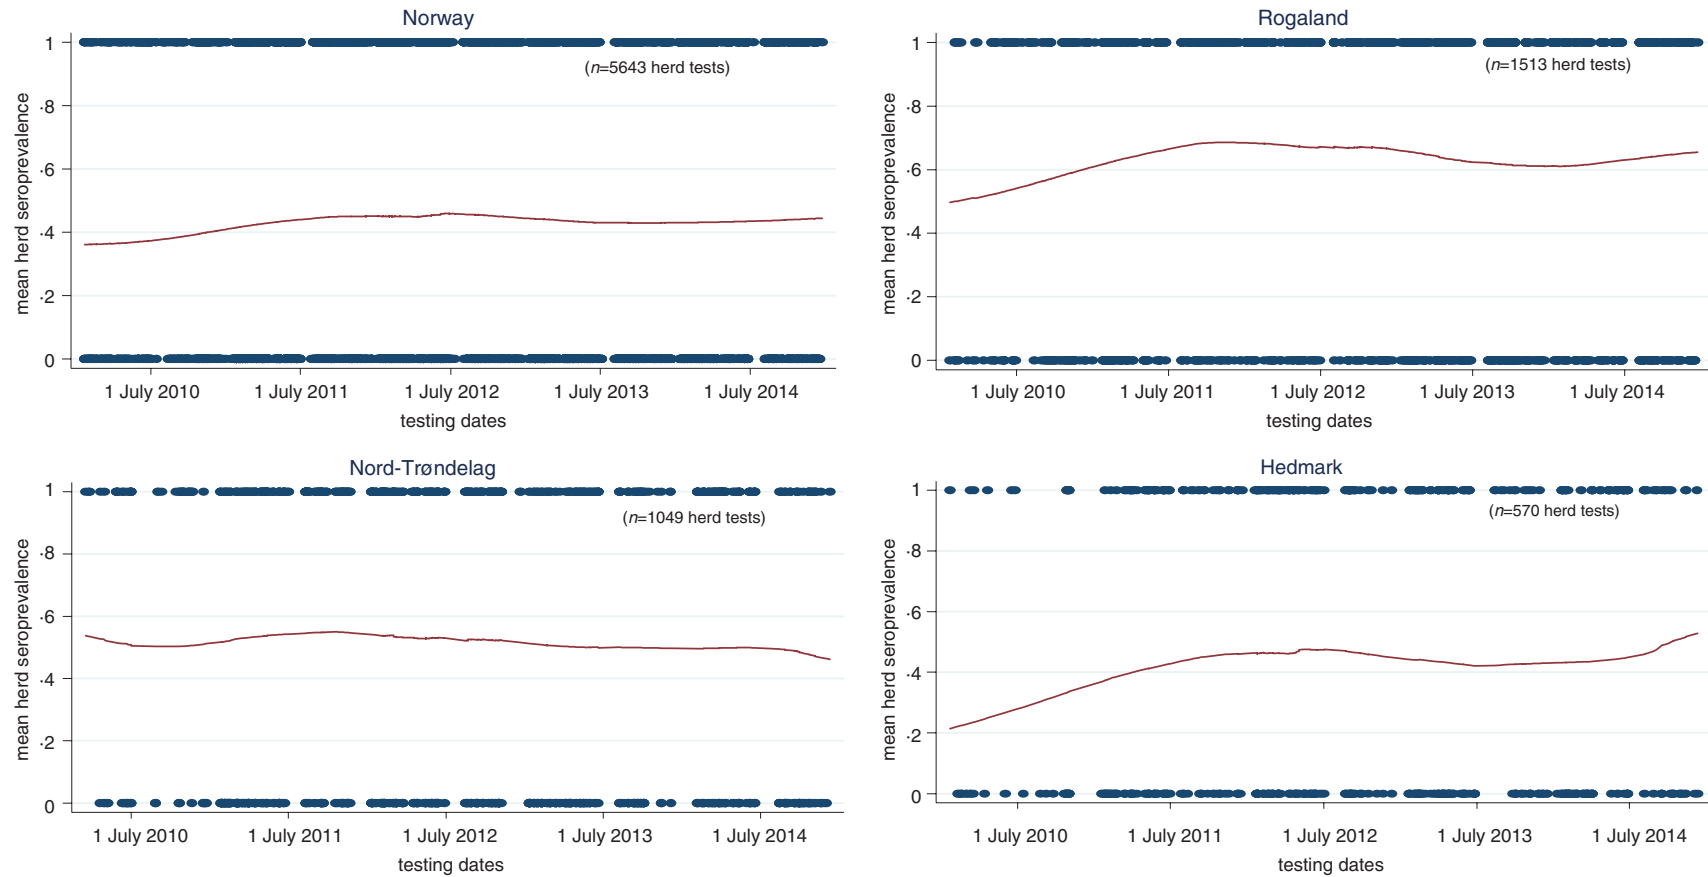 Norway
mean herd seroprevalence
1
·8
·6
·4
·2
0
(n=5643 herd tests)
1 July 2010 1 July 2011 1 July 2012 1 July 2013 1 July 2014
testing dates
Rogaland
mean herd seroprevalence
1
·8
·6
·4
·2
0
(n=1513 herd tests)
1 July 2010 1 July 2011 1 July 2012 1 July 2013 1 July 2014
testing dates
Nord-Trøndelag
mean herd seroprevalence
1
·8
·6
·4
·2
0
(n=1049 herd tests)
1 July 2010 1 July 2011 1 July 2012 1 July 2013 1 July 2014
testing dates
Hedmark
mean herd seroprevalence
1
·8
·6
·4
·2
0
(n=570 herd tests)
1 July 2010 1 July 2011 1 July 2012 1 July 2013 1 July 2014
testing dates